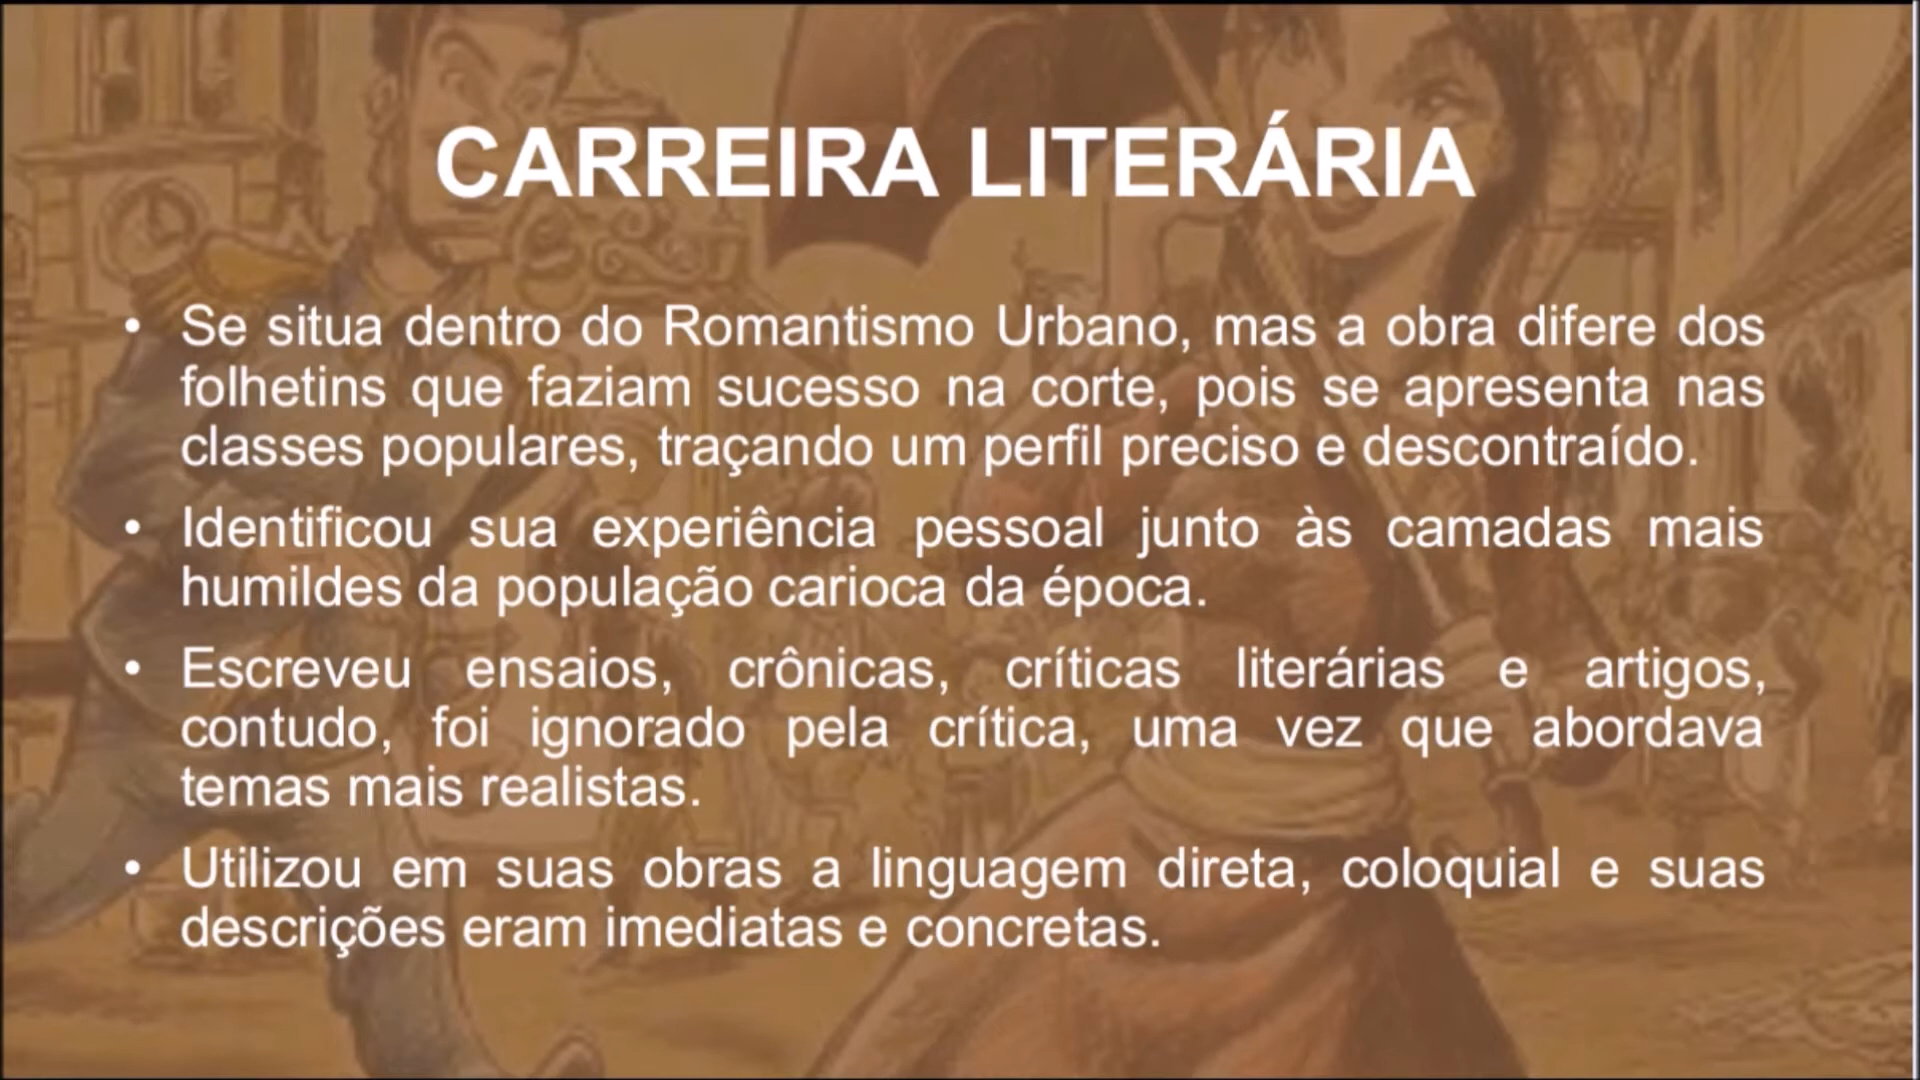 CARREIRA LITERÁRIA
• Se situa dentro do Romantismo Urbano, mas a obra difere dos
folhetins que faziam sucesso na corte, pois se apresenta nas
classes populares, traçando um perfil preciso e descontraído.
• Identificou sua experiência pessoal junto às camadas mais
humildes da população carioca da época.
• Escreveu ensaios, crônicas, críticas literárias e artigos,
contudo, foi ignorado pela crítica, uma vez que abordava
temas mais realistas.
• Utilizou em suas obras a linguagem direta, coloquial e suas
descrições eram imediatas e concretas.